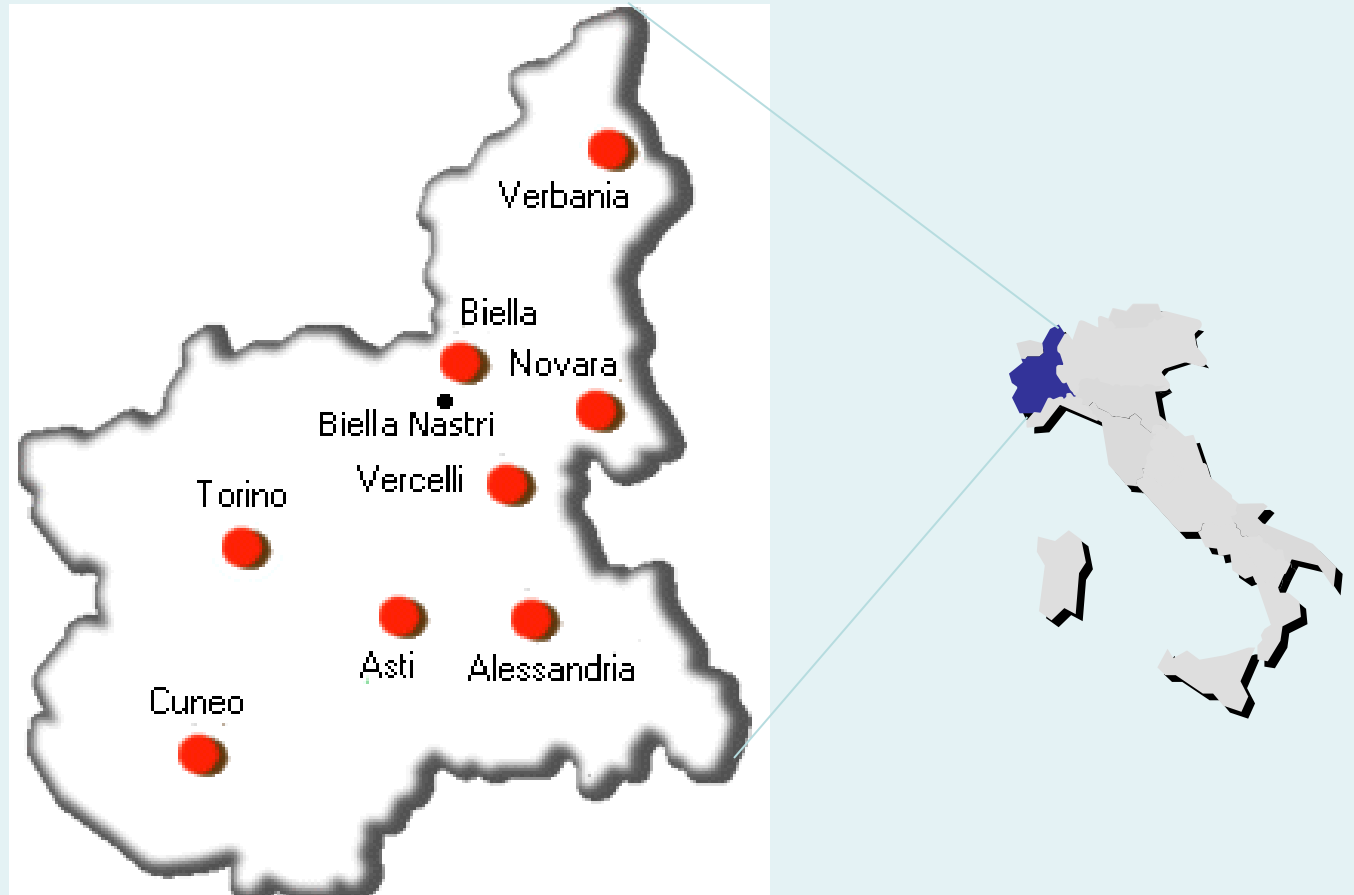 Verbania
Biella
Novara
Biella Nastri
Vercelli
Torino
Asti
Alessandria
Cuneo